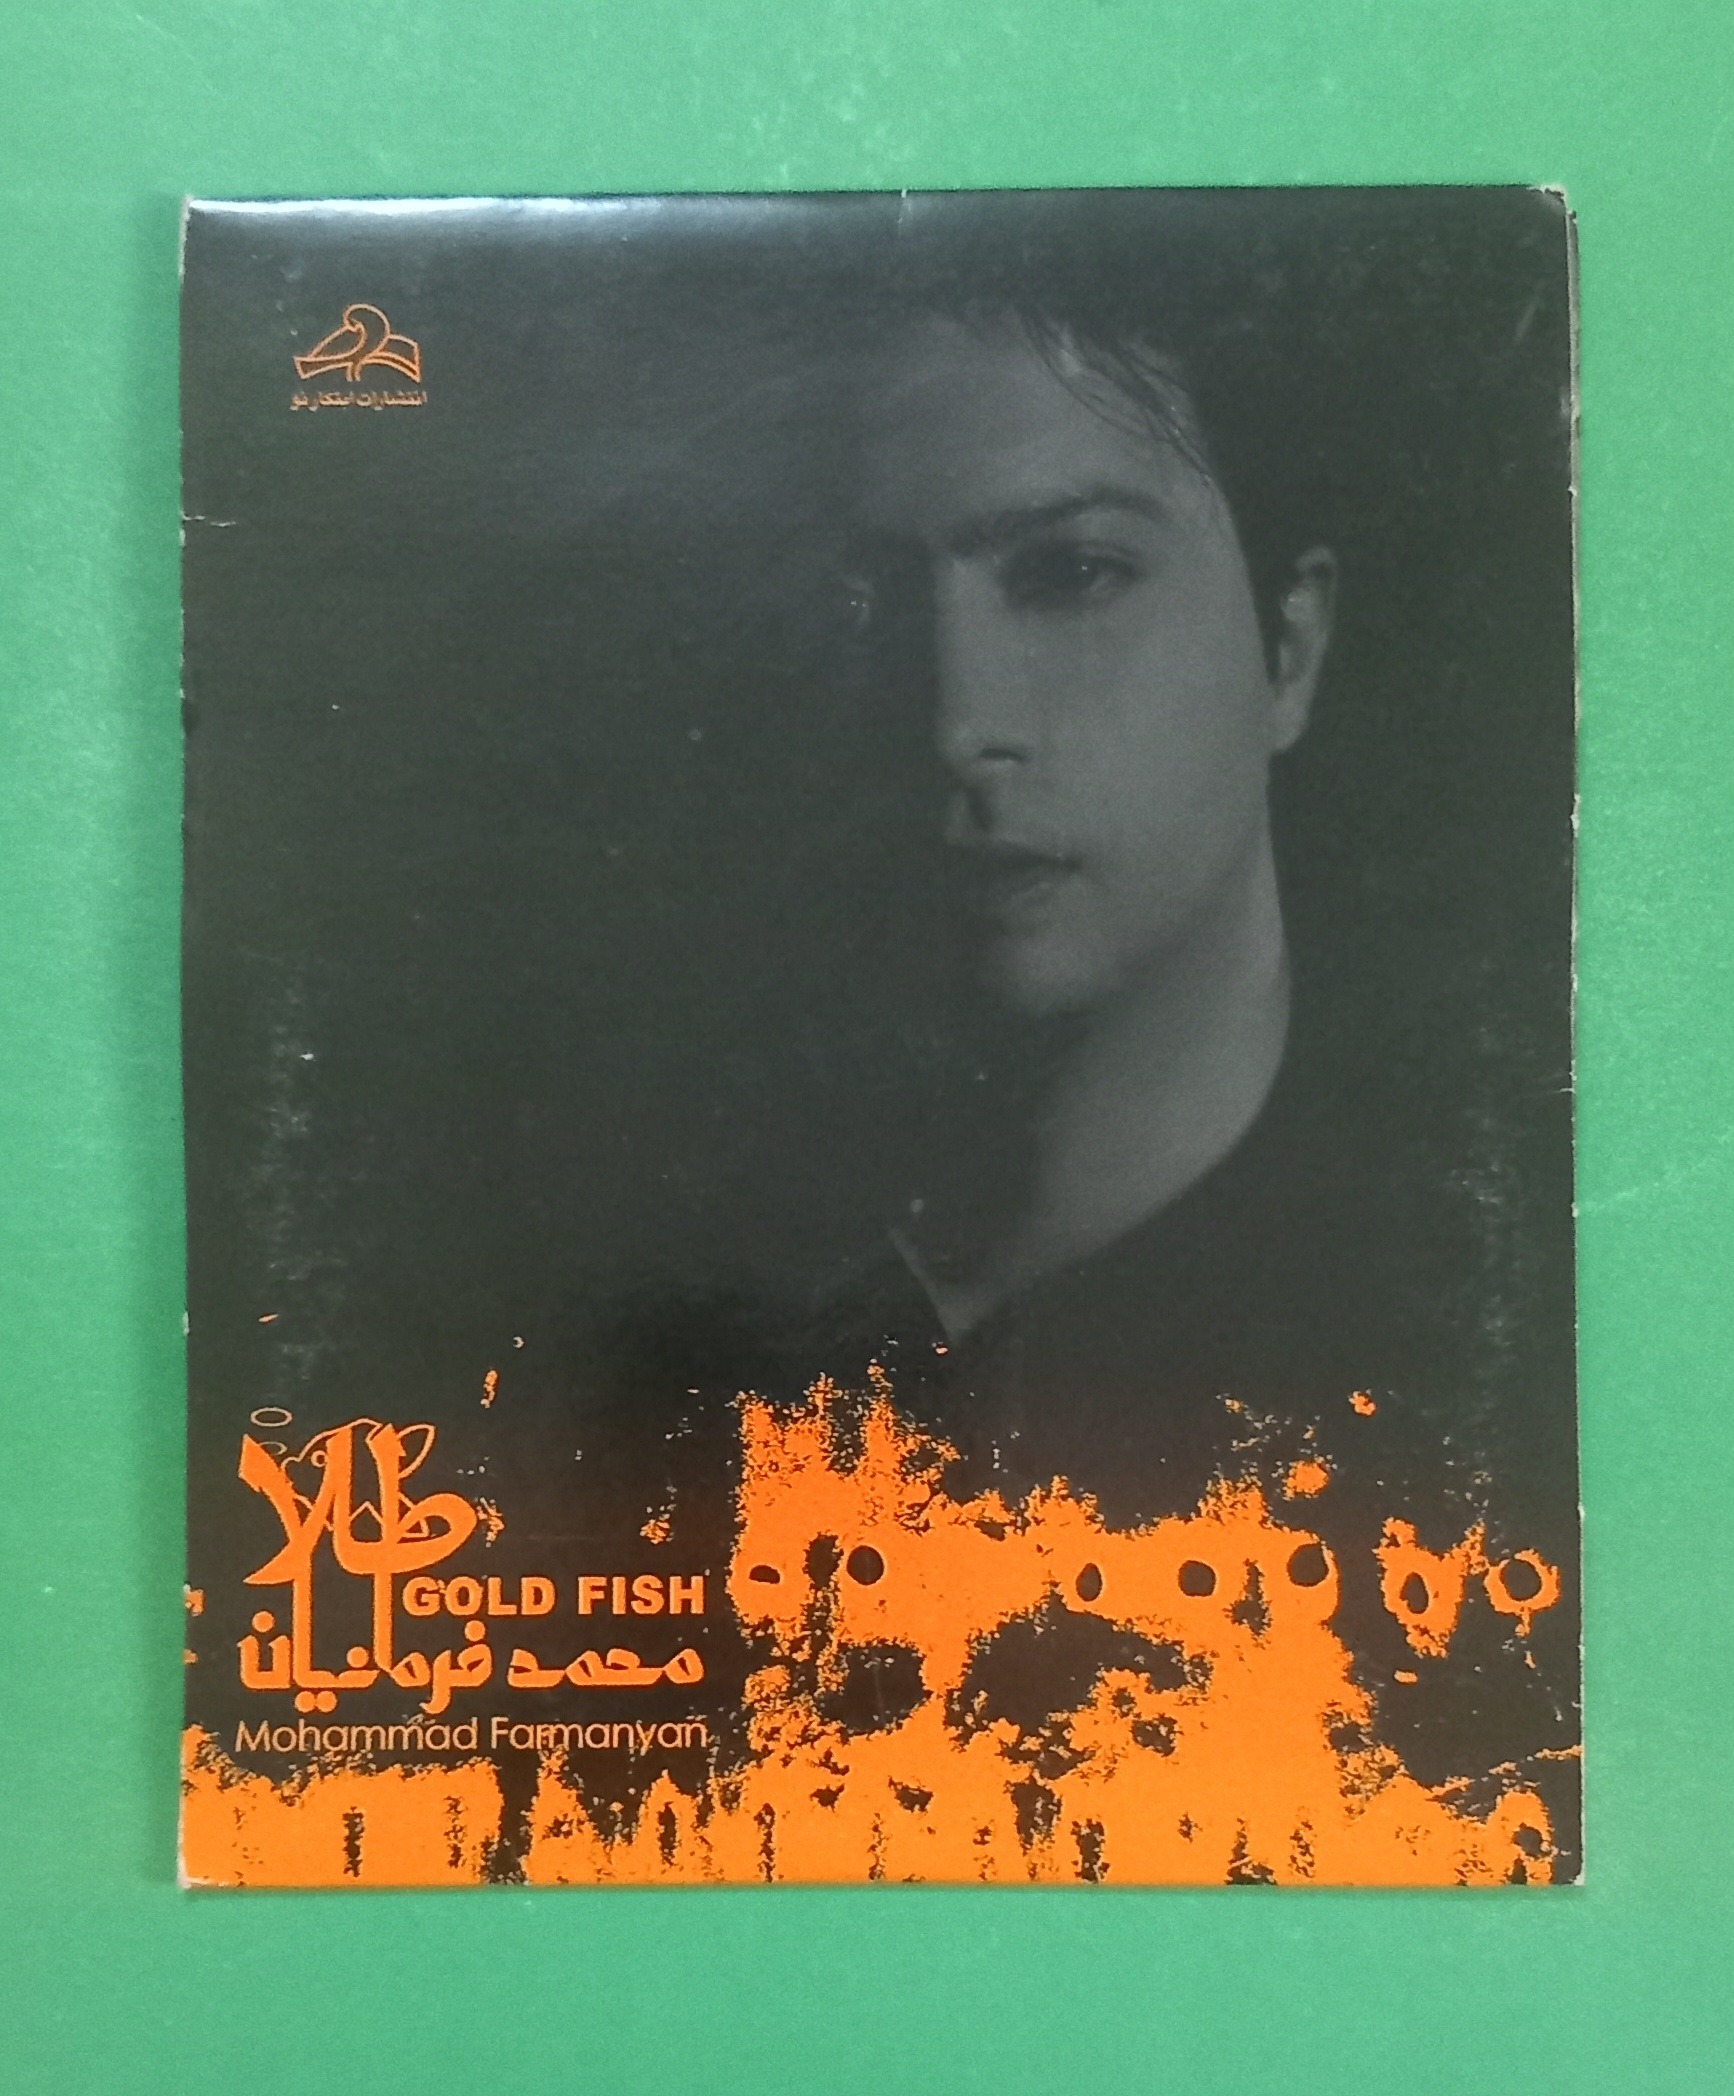 انتشارات ابتکار نو
طلا
GOLD FISH
محمد فرمانیان
Mohammad Farmanyan